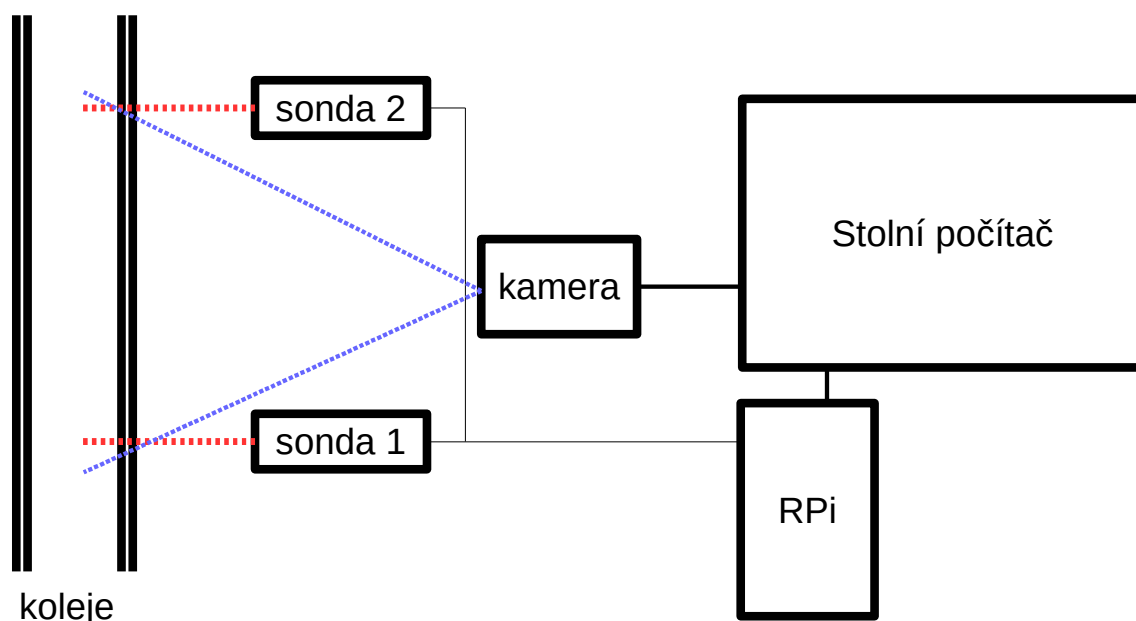 sonda 2
Stolní počítač
kamera
sonda 1
RPi
koleje